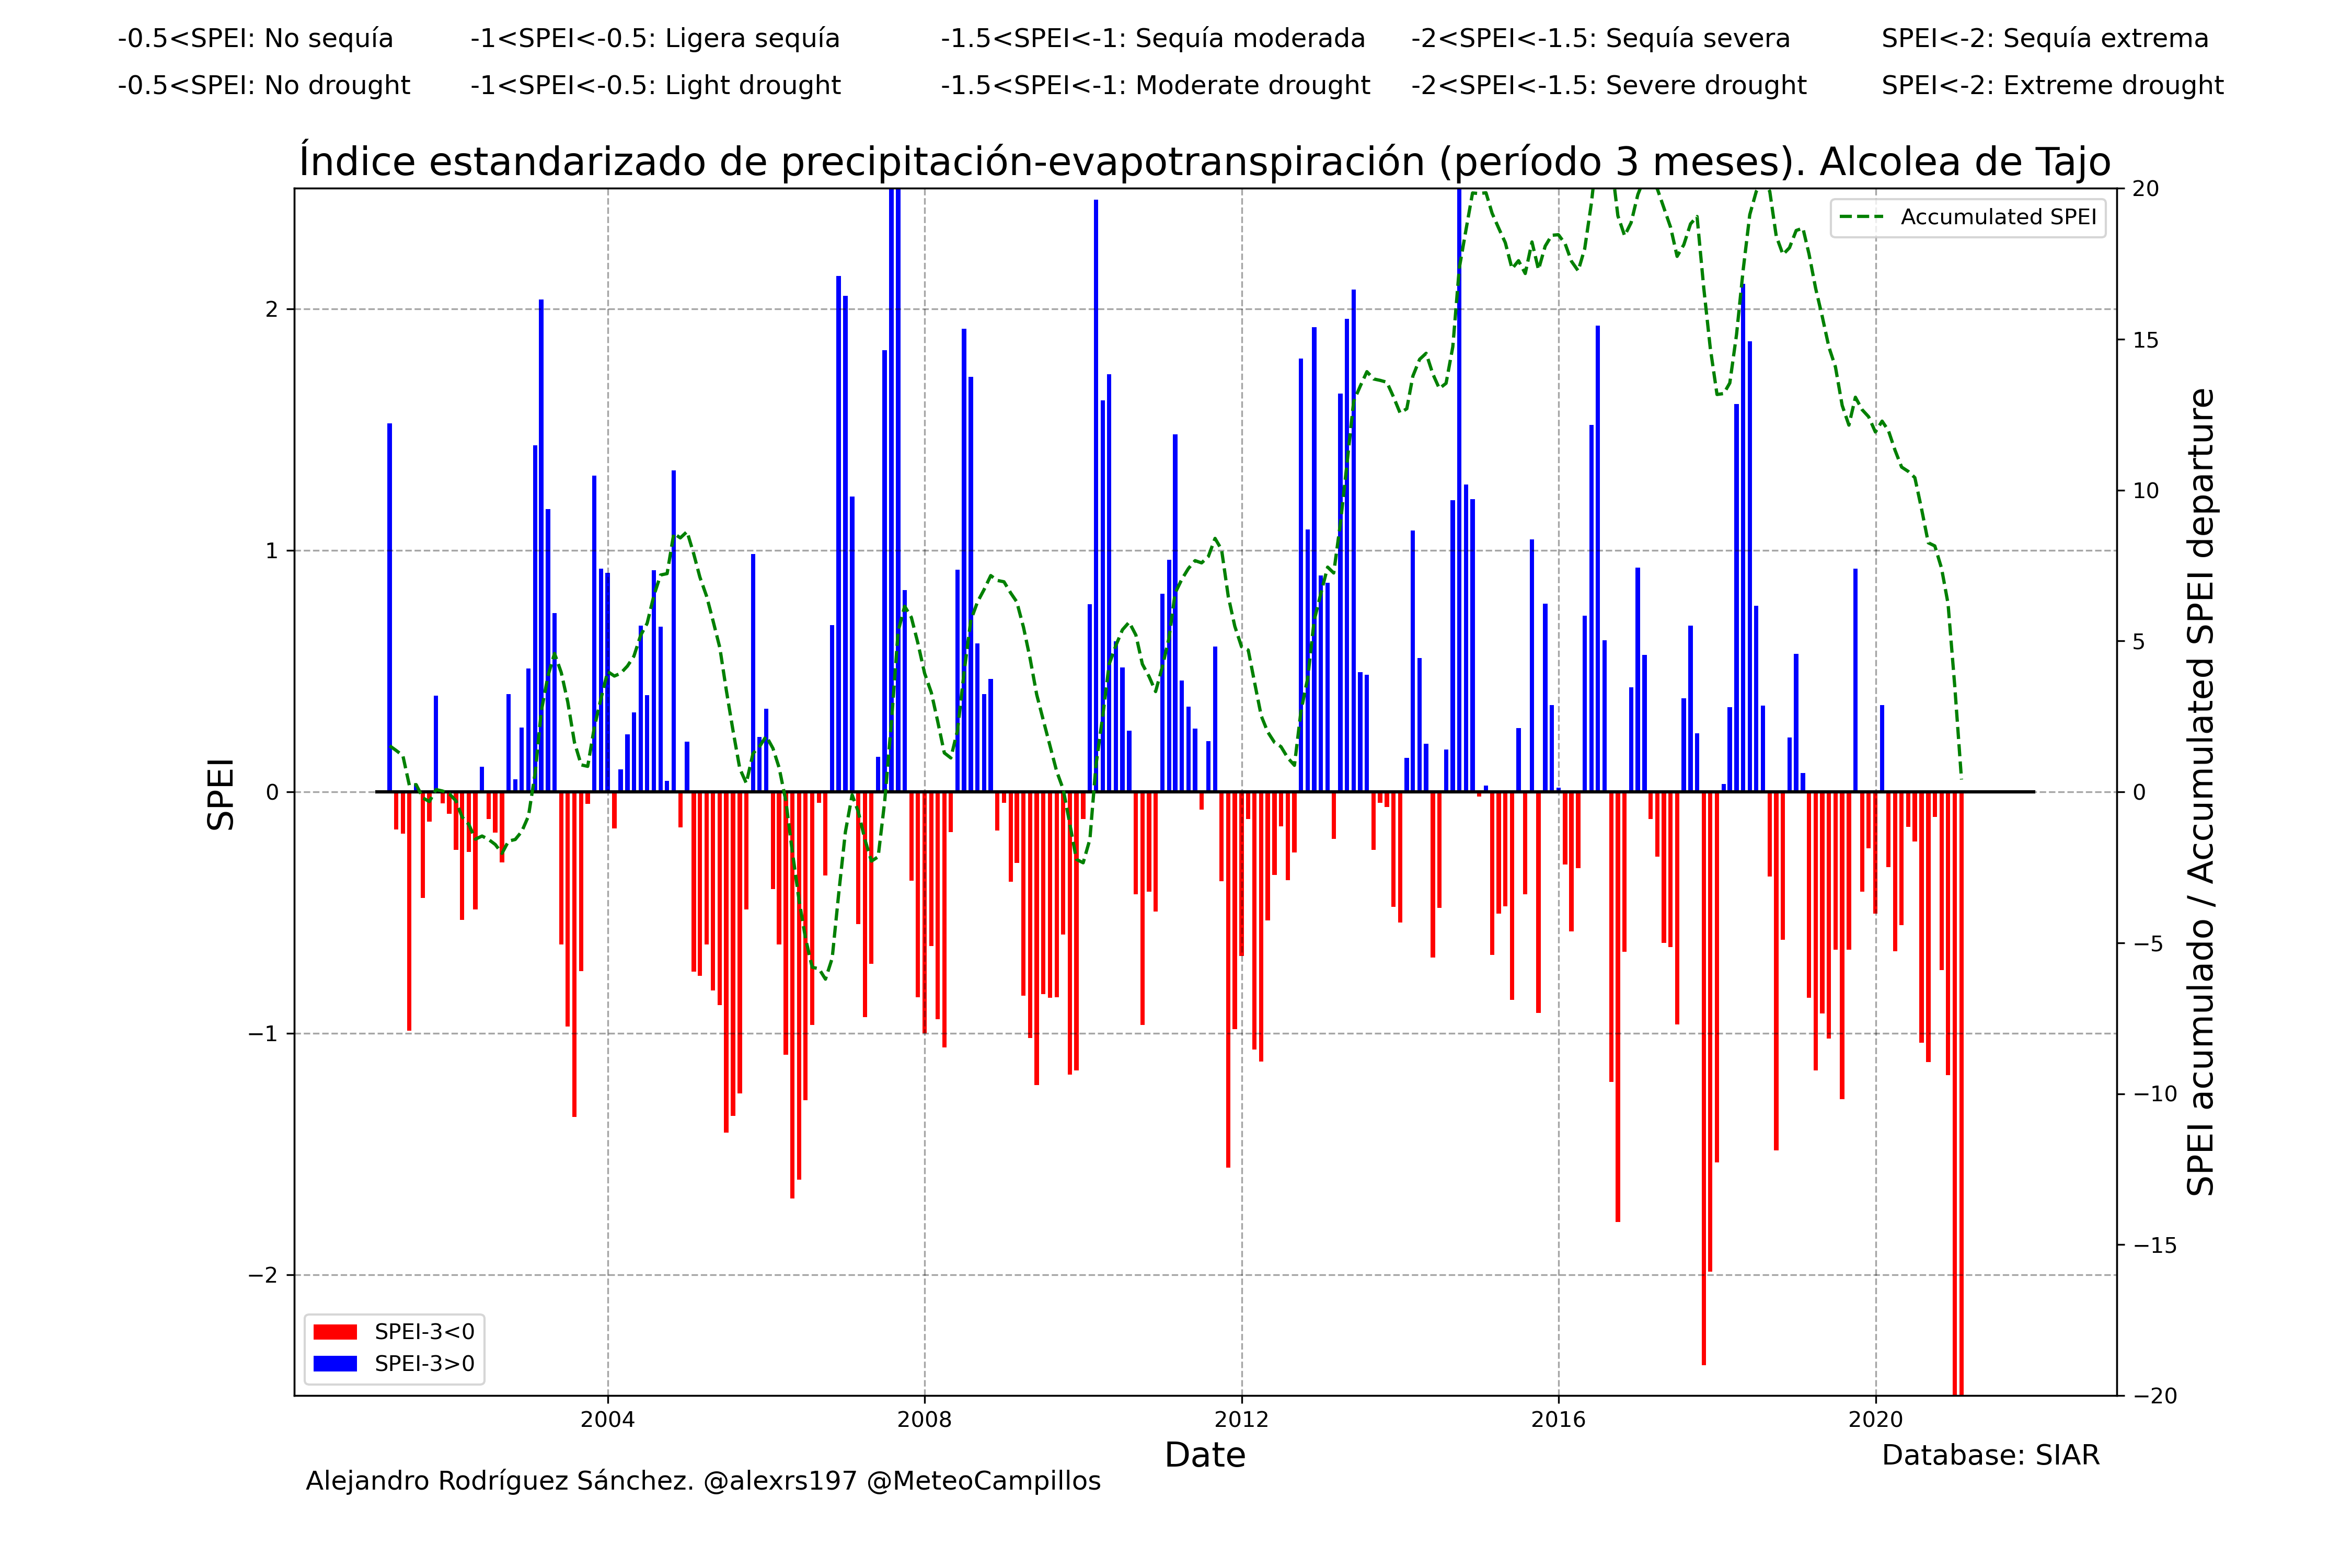 -0.5<SPEI: No sequía -1<SPEI<-0.5: Ligera sequía -1.5<SPEI<-1: Sequía moderada -2<SPEI<-1.5: Sequía severa SPEI<-2: Sequía extrema
-0.5<SPEI: No drought -1<SPEI<-0.5: Light drought -1.5<SPEI<-1: Moderate drought -2<SPEI<-1.5: Severe drought SPEI<-2: Extreme drought
Índice estandarizado de precipitación-evapotranspiración (período 3 meses). Alcolea de Tajo
Accumulated SPEI
SPEI
2
1
0
−1
−2
20
15
10
5
0
−5
−10
−15
−20
SPEI acumulado / Accumulated SPEI departure
SPEI-3<0
SPEI-3>0
2004 2008 2012 2016 2020
Date
Database: SIAR
Alejandro Rodríguez Sánchez. @alexrs197 @MeteoCampillos